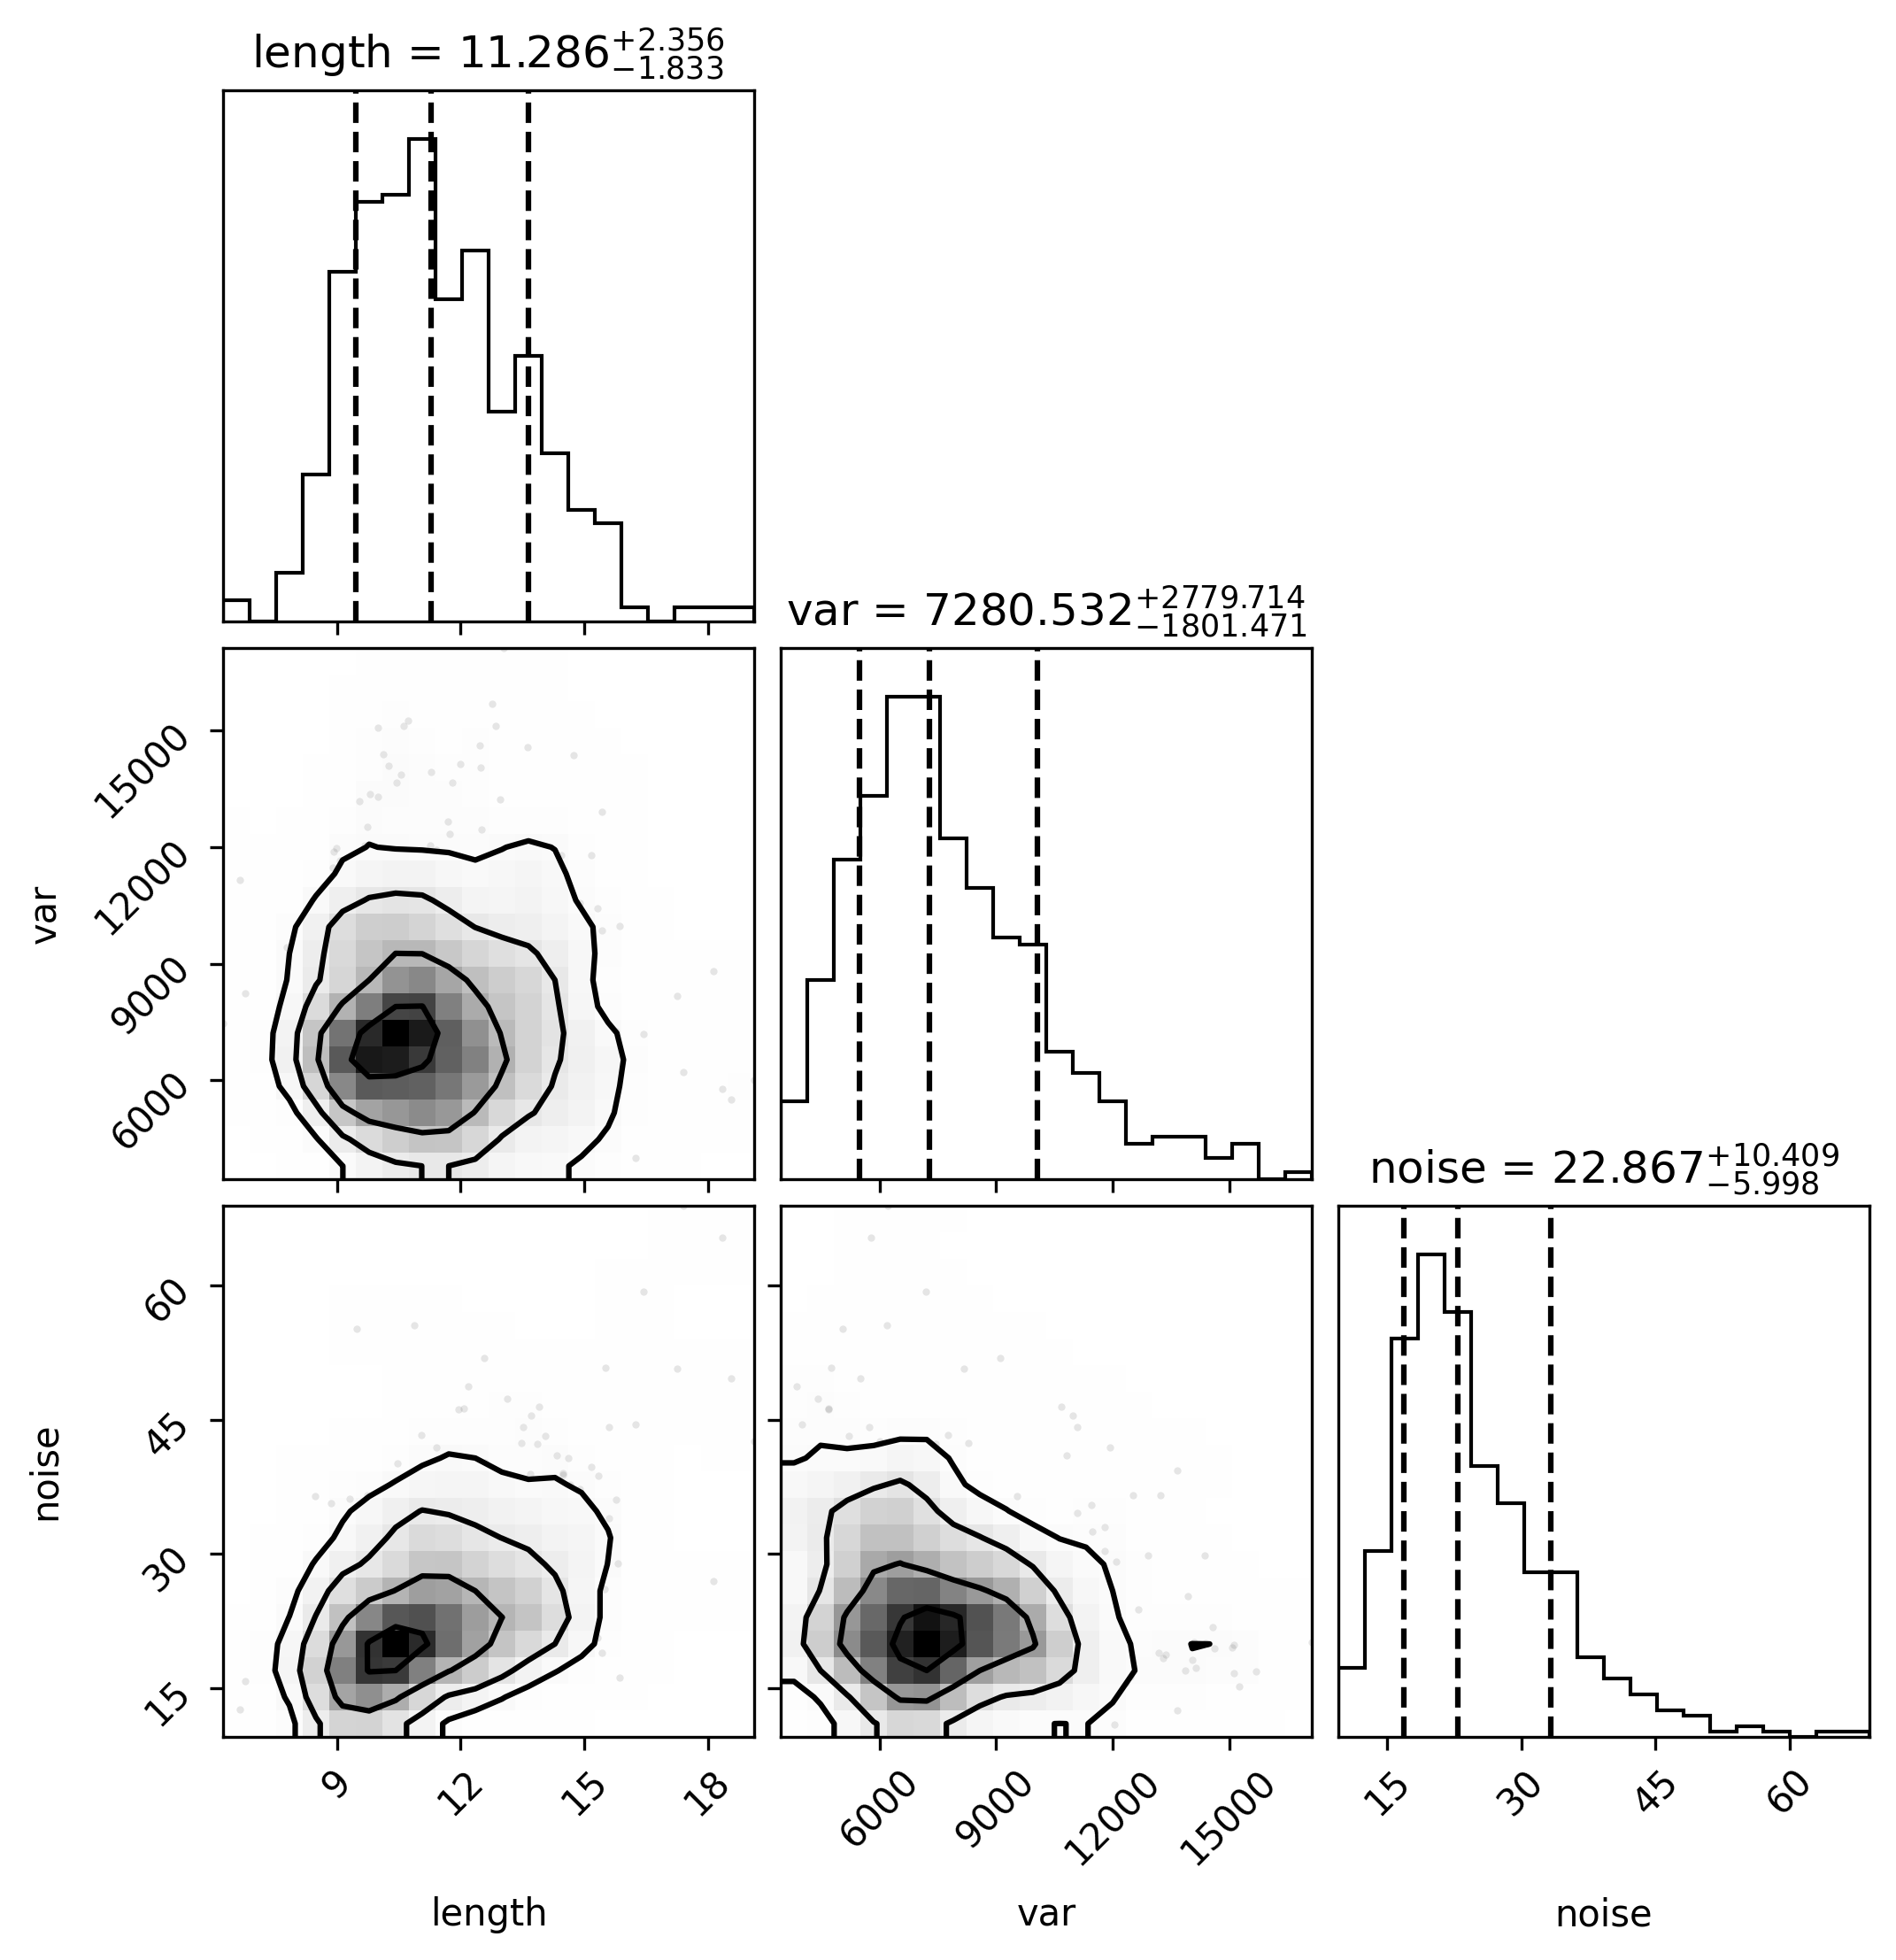 length = 11.286+2.356−1.833
var = 7280.532+2779.714−1801.471
15000
12000
9000
6000
var
noise = 22.867+10.409−5.998
60
45
30
15
noise
9 12 15 18
6000 9000 12000 15000
15 30 45 60
length var noise